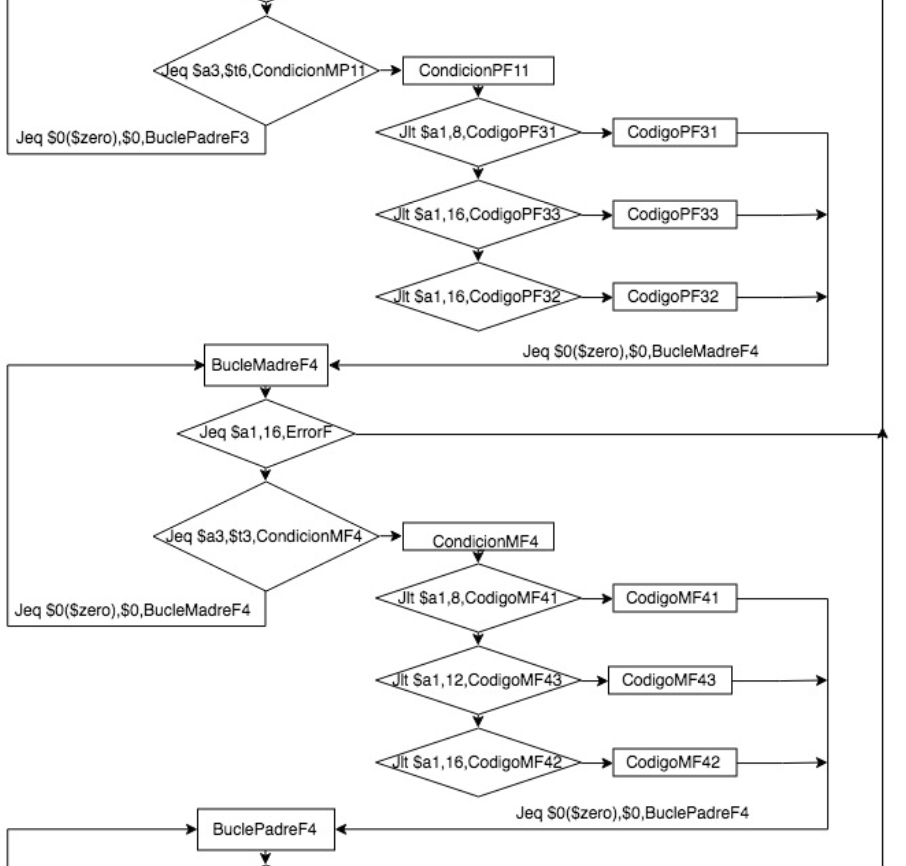 Jeq $a3,$t6,CondicionMP11
CondicionPF11
Jeq $0($zero),$0,BuclePadreF3
Jlt $a1,8,CodigoPF31
CodigoPF31
Jlt $a1,16,CodigoPF33
CodigoPF33
Jlt $a1,16,CodigoPF32
CodigoPF32
Jeq $0($zero),$0,BucleMadreF4
BucleMadreF4
Jeq $a1,16,ErrorF
Jeq $a3,$t3,CondicionMF4
CondicionMF4
Jeq $0($zero),$0,BucleMadreF4
Jlt $a1,8,CodigoMF41
CodigoMF41
Jlt $a1,12,CodigoMF43
CodigoMF43
Jlt $a1,16,CodigoMF42
CodigoMF42
Jeq $0($zero),$0,BuclePadreF4
BuclePadreF4